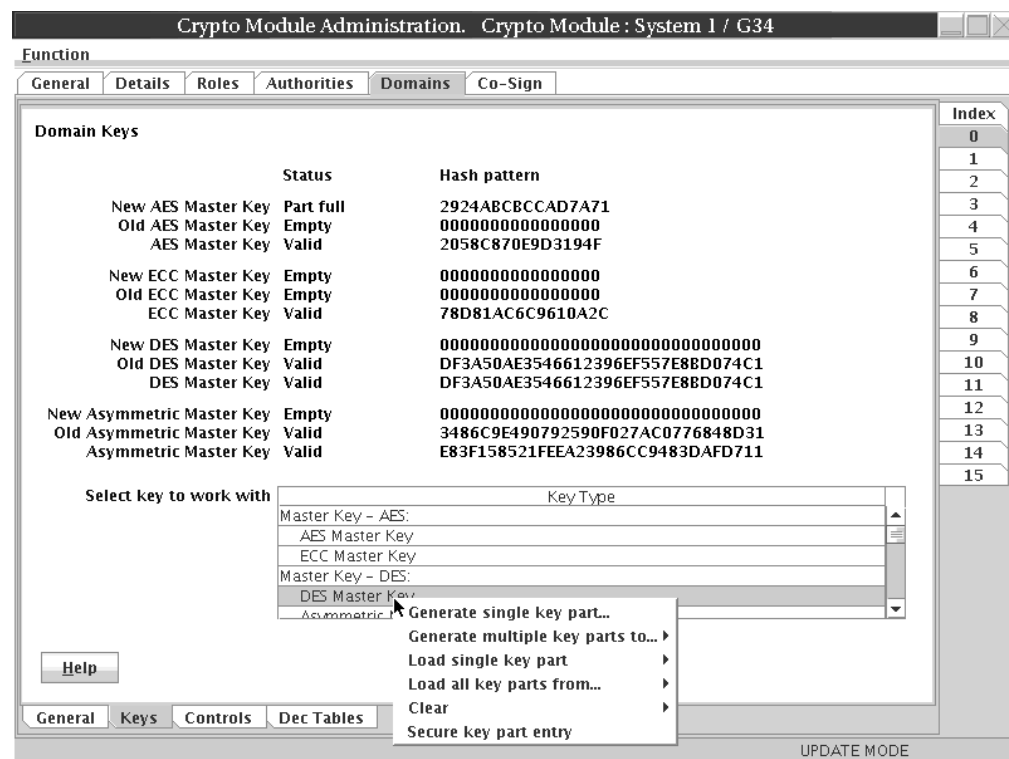 Crypto Module Administration. Crypto Module : System 1 / G34
Function
General Details Roles Authorities Domains Co-Sign
Index
0
1
2
3
4
5
6
7
8
9
10
11
12
13
14
15
Domain Keys
Status Hash pattern
New AES Master Key Part full 2924ABCBCCAD7A71
Old AES Master Key Empty 0000000000000000
AES Master Key Valid 2058C870E9D3194F
New ECC Master Key Empty 0000000000000000
Old ECC Master Key Empty 0000000000000000
ECC Master Key Valid 78D81AC6C9610A2C
New DES Master Key Empty 00000000000000000000000000000000
Old DES Master Key Valid DF3A50AE3546612396EF557E8BD074C1
DES Master Key Valid DF3A50AE3546612396EF557E8BD074C1
New Asymmetric Master Key Empty 00000000000000000000000000000000
Old Asymmetric Master Key Valid 3486C9E490792590F027AC0776848D31
Asymmetric Master Key Valid E83F158521FEEA23986CC9483DAFD711
Select key to work with
Key Type
Master Key – AES:
AES Master Key
ECC Master Key
Master Key – DES:
DES Master Key
Asymmetric
Generate single key part...
Generate multiple key parts to...
Load single key part
Load all key parts from...
Clear
Secure key part entry
Help
General Keys Controls Dec Tables
UPDATE MODE